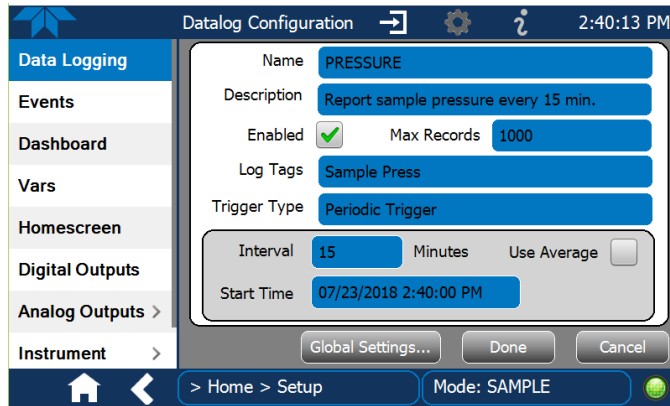 Datalog Configuration
2:40:13 PM
Data Logging
Events
Dashboard
Vars
Homescreen
Digital Outputs
Analog Outputs >
Instrument >
Name PRESSURE
Description Report sample pressure every 15 min.
Enabled Max Records 1000
Log Tags Sample Press
Trigger Type Periodic Trigger
Interval 15 Minutes Use Average
Start Time 07/23/2018 2:40:00 PM
Global Settings... Done Cancel
> Home > Setup Mode: SAMPLE